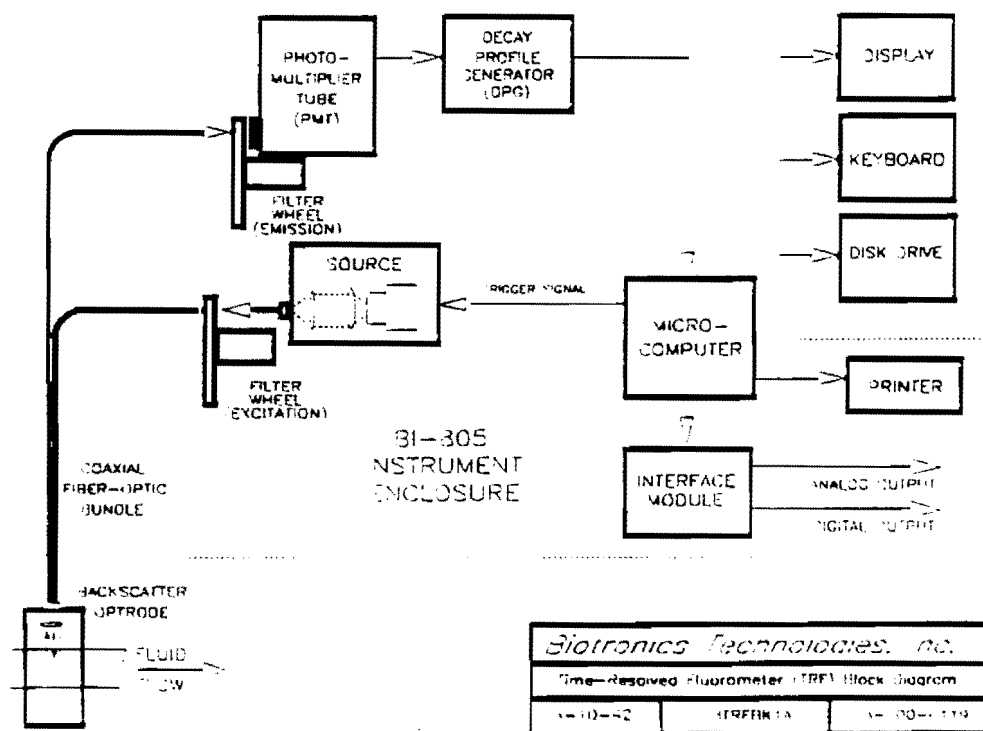 PHOTO-
MULTIPLIER
TUBE
(PMT)
DECAY
PROFILE
GENERATOR
(DPG)
DISPLAY
KEYBOARD
DISK DRIVE
FILTER
WHEEL
(EMISSION)
SOURCE
TRIGGER SIGNAL
MICRO-
COMPUTER
PRINTER
FILTER
WHEEL
(EXCITATION)
BI-805
INSTRUMENT
ENCLOSURE
INTERFACE
MODULE
ANALOG OUTPUT
DIGITAL OUTPUT
COAXIAL
FIBER-OPTIC
BUNDLE
BACKSCATTER
OPTRODE
FLUID
FLOW
Biotronics Technologies, Inc.
Time-Resolved Fluorometer (TRF) Block Diagram